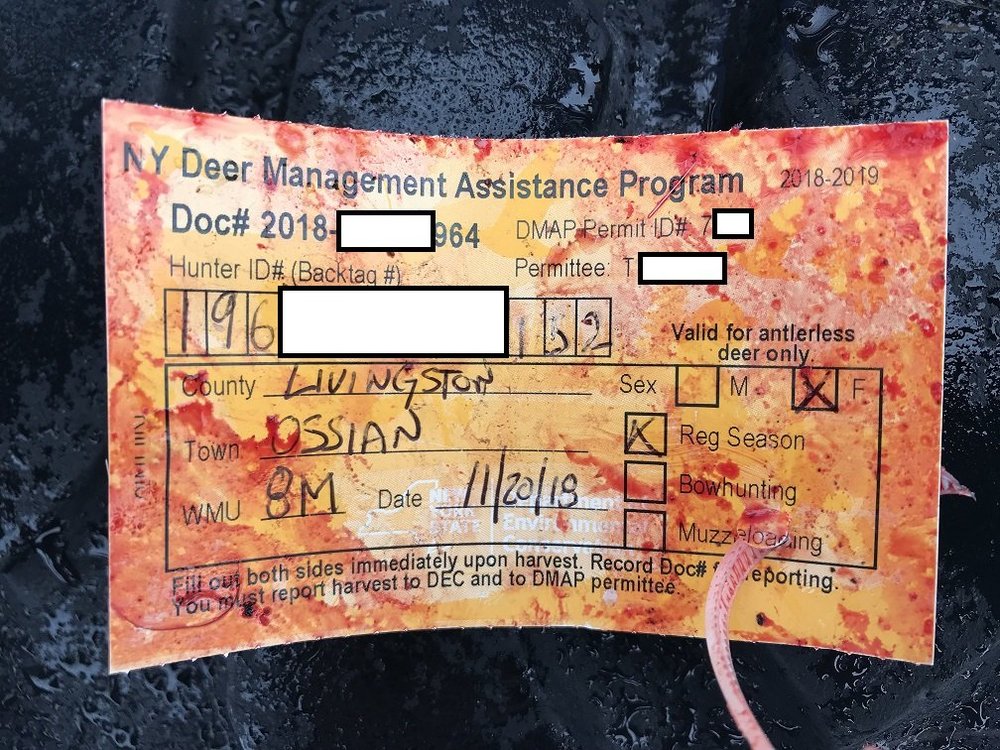 NY Deer Management Assistance Program 2018-2019
Doc# 2018- 964 DMAP Permit ID# 7
Hunter ID# (Backtag #) Permittee: T
196 152
Valid for antlerless
deer only.
County LIVINGSTON Sex M X F
Town OSSIAN X Reg Season
WMU 8M Date 11/20/18 Bowhunting
Muzzleloading
NEW YORK STATE
Fill out both sides immediately upon harvest. Record Doc# reporting.
You must report harvest to DEC and to DMAP permittee.